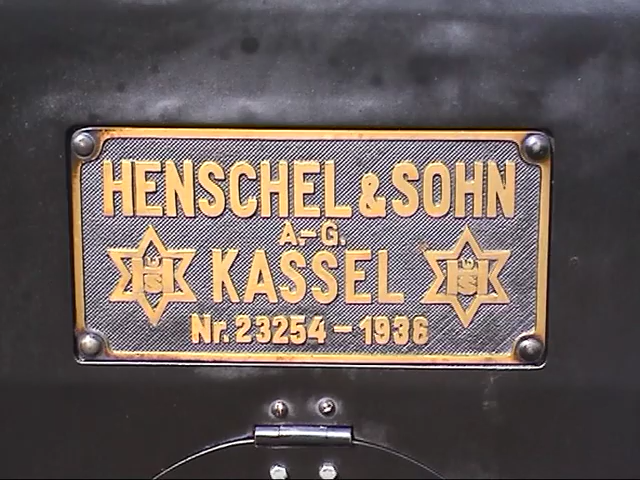 HENSCHEL & SOHN
A.-G.
KASSEL
Nr. 23254 - 1936